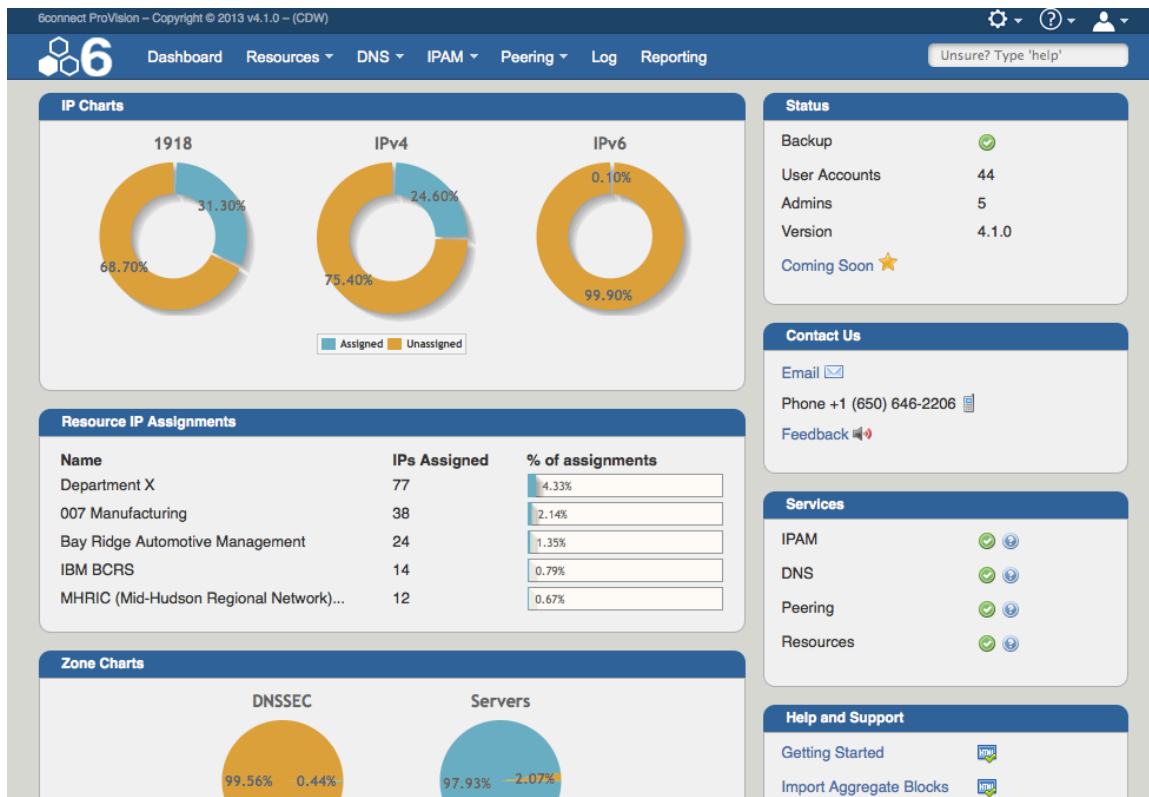 6connect ProVision – Copyright © 2013 v4.1.0 – (CDW)
6 Dashboard Resources DNS IPAM Peering Log Reporting Unsure? Type 'help'
IP Charts
1918 IPv4 IPv6
31.30% 24.60% 0.10%
68.70% 75.40% 99.90%
Assigned Unassigned
Resource IP Assignments
Name IPs Assigned % of assignments
Department X 77 4.33%
007 Manufacturing 38 2.14%
Bay Ridge Automotive Management 24 1.35%
IBM BCRS 14 0.79%
MHRIC (Mid-Hudson Regional Network)... 12 0.67%
Zone Charts
DNSSEC Servers
99.56% 0.44% 97.93% 2.07%
Status
Backup
User Accounts 44
Admins 5
Version 4.1.0
Coming Soon
Contact Us
Email
Phone +1 (650) 646-2206
Feedback
Services
IPAM
DNS
Peering
Resources
Help and Support
Getting Started
Import Aggregate Blocks